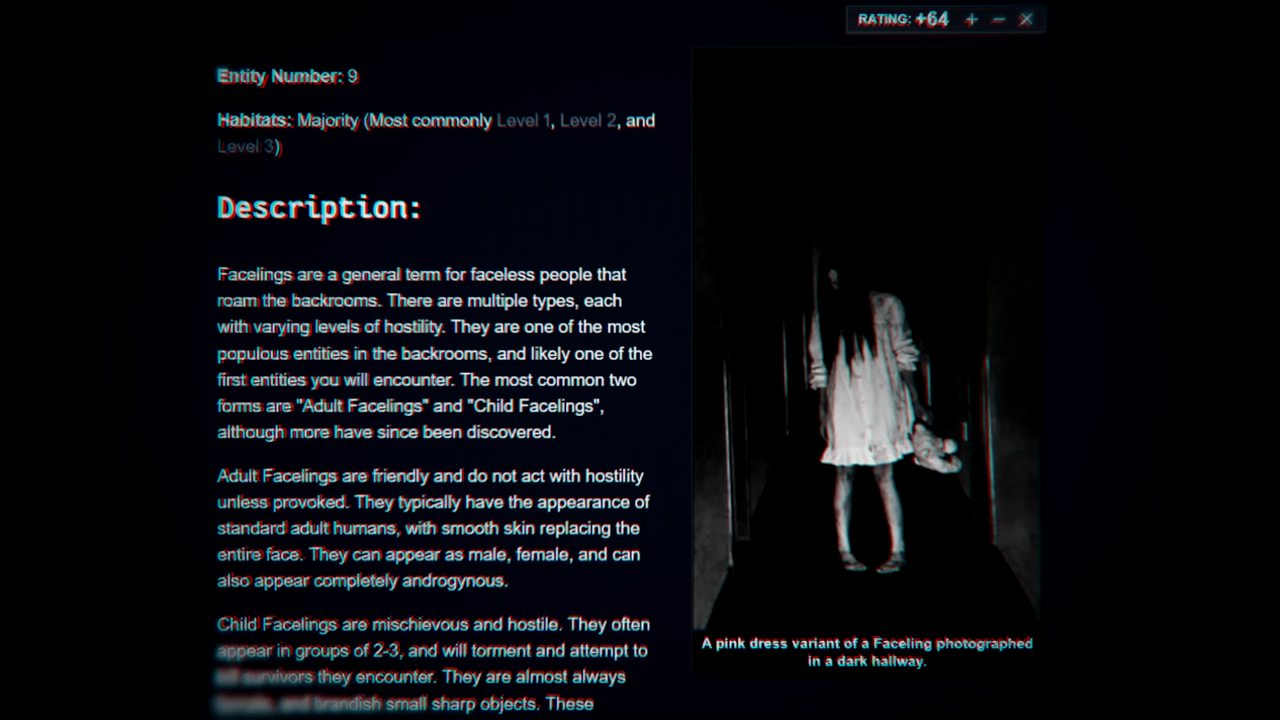 RATING: +64 + − ×
Entity Number: 9
Habitats: Majority (Most commonly Level 1, Level 2, and
Level 3)
Description:
Facelings are a general term for faceless people that
roam the backrooms. There are multiple types, each
with varying levels of hostility. They are one of the most
populous entities in the backrooms, and likely one of the
first entities you will encounter. The most common two
forms are "Adult Facelings" and "Child Facelings",
although more have since been discovered.
Adult Facelings are friendly and do not act with hostility
unless provoked. They typically have the appearance of
standard adult humans, with smooth skin replacing the
entire face. They can appear as male, female, and can
also appear completely androgynous.
Child Facelings are mischievous and hostile. They often
appear in groups of 2-3, and will torment and attempt to
survivors they encounter. They are almost always
and brandish small sharp objects. These
A pink dress variant of a Faceling photographed
in a dark hallway.